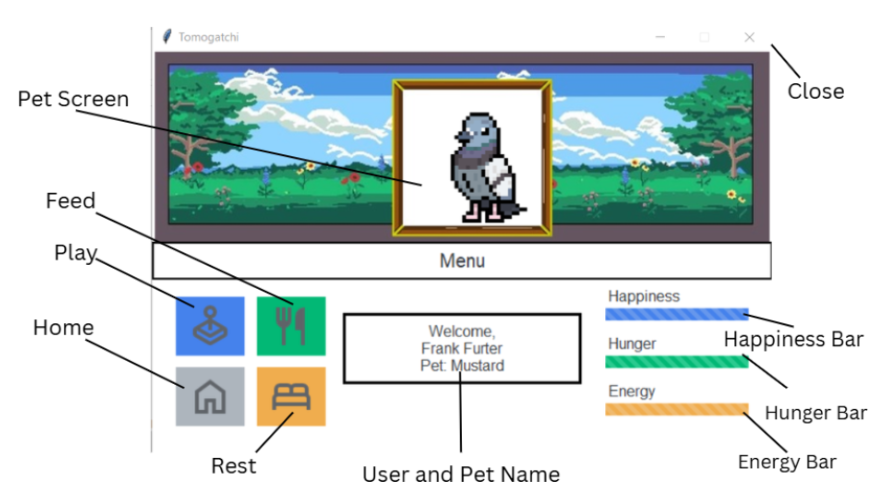 Tomogatchi
Close
Pet Screen
Feed
Play
Menu
Home
Happiness
Happiness Bar
Welcome,
Frank Furter
Pet: Mustard
Hunger
Hunger Bar
Energy
Energy Bar
Rest
User and Pet Name